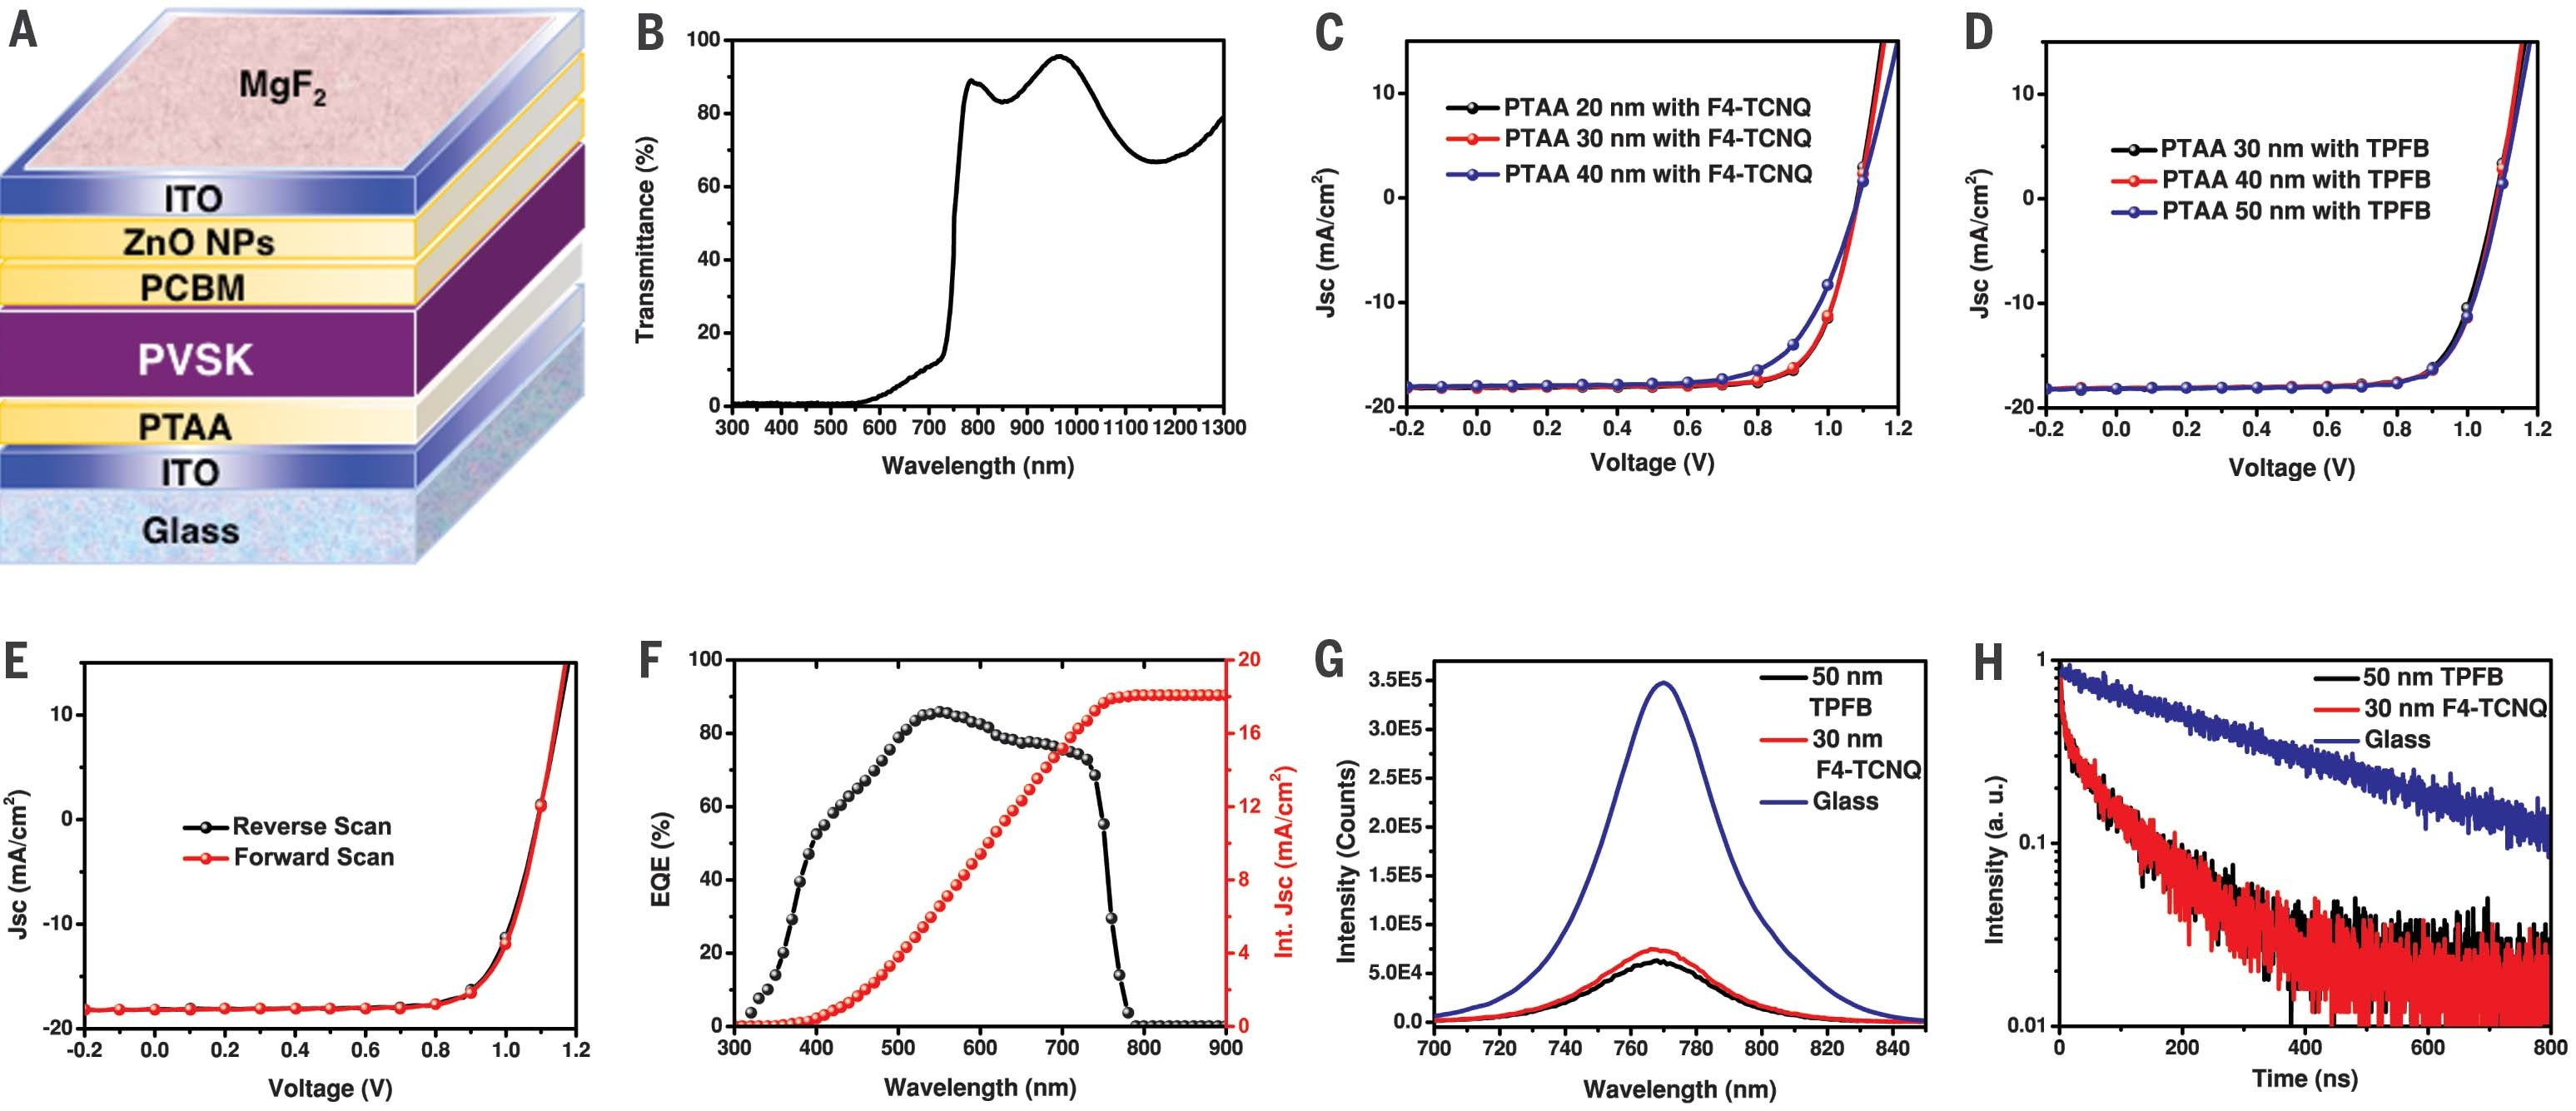 A
MgF2
ITO
ZnO NPs
PCBM
PVSK
PTAA
ITO
Glass
B
100
80
60
40
20
0
300 400 500 600 700 800 900 1000 1100 1200 1300
Transmittance (%)
Wavelength (nm)
C
PTAA 20 nm with F4-TCNQ
PTAA 30 nm with F4-TCNQ
PTAA 40 nm with F4-TCNQ
10
0
-10
-20
-0.2 0.0 0.2 0.4 0.6 0.8 1.0 1.2
Jsc (mA/cm2)
Voltage (V)
D
PTAA 30 nm with TPFB
PTAA 40 nm with TPFB
PTAA 50 nm with TPFB
10
0
-10
-20
-0.2 0.0 0.2 0.4 0.6 0.8 1.0 1.2
Jsc (mA/cm2)
Voltage (V)
E
Reverse Scan
Forward Scan
10
0
-10
-20
-0.2 0.0 0.2 0.4 0.6 0.8 1.0 1.2
Jsc (mA/cm2)
Voltage (V)
F
100
80
60
40
20
0
20
16
12
8
4
0
300 400 500 600 700 800 900
EQE (%)
Int. Jsc (mA/cm2)
Wavelength (nm)
G
50 nm
TPFB
30 nm
F4-TCNQ
Glass
3.5E5
3.0E5
2.5E5
2.0E5
1.5E5
1.0E5
5.0E4
0.0
700 720 740 760 780 800 820 840
Intensity (Counts)
Wavelength (nm)
H
50 nm TPFB
30 nm F4-TCNQ
Glass
1
0.1
0.01
0 200 400 600 800
Intensity (a. u.)
Time (ns)